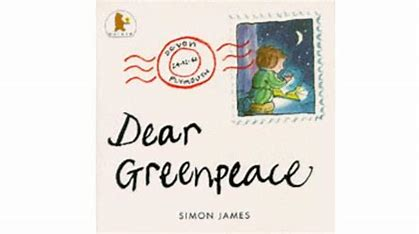 DEVON
PLYMOUTH
Dear
Greenpeace
SIMON JAMES